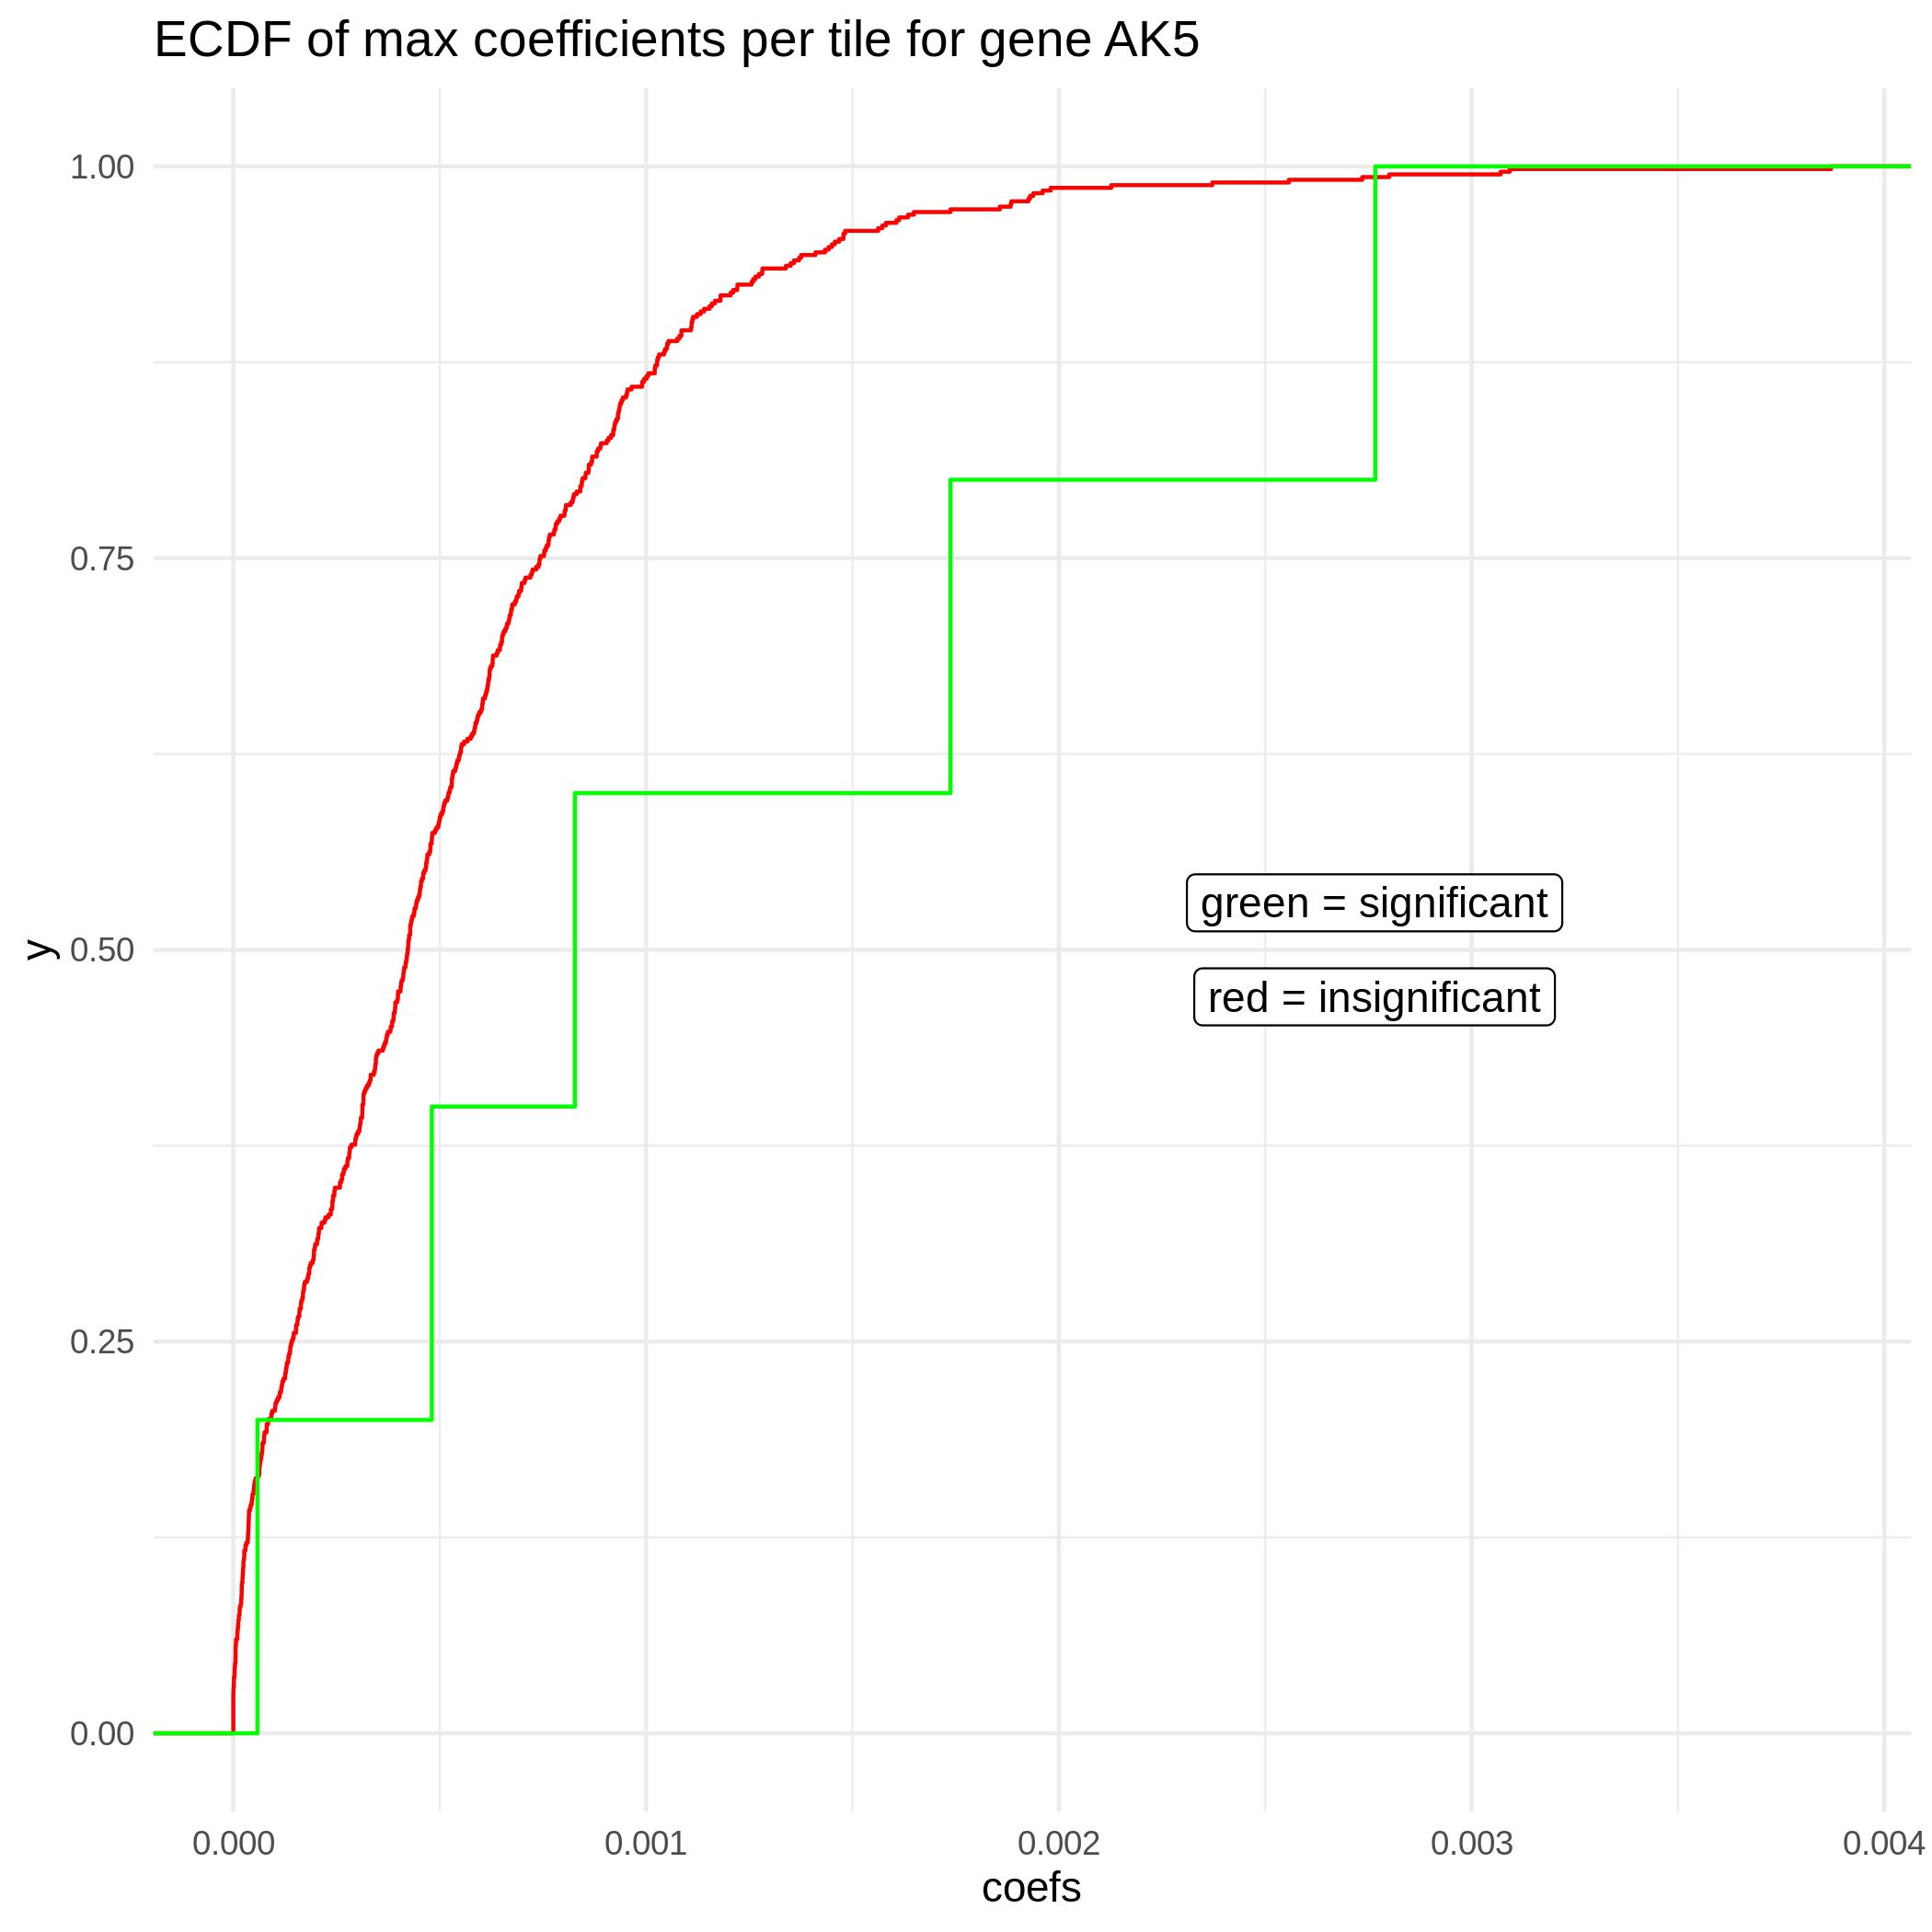 ECDF of max coefficients per tile for gene AK5
1.00
0.75
0.50
0.25
0.00
y
green = significant
red = insignificant
0.000 0.001 0.002 0.003 0.004
coefs